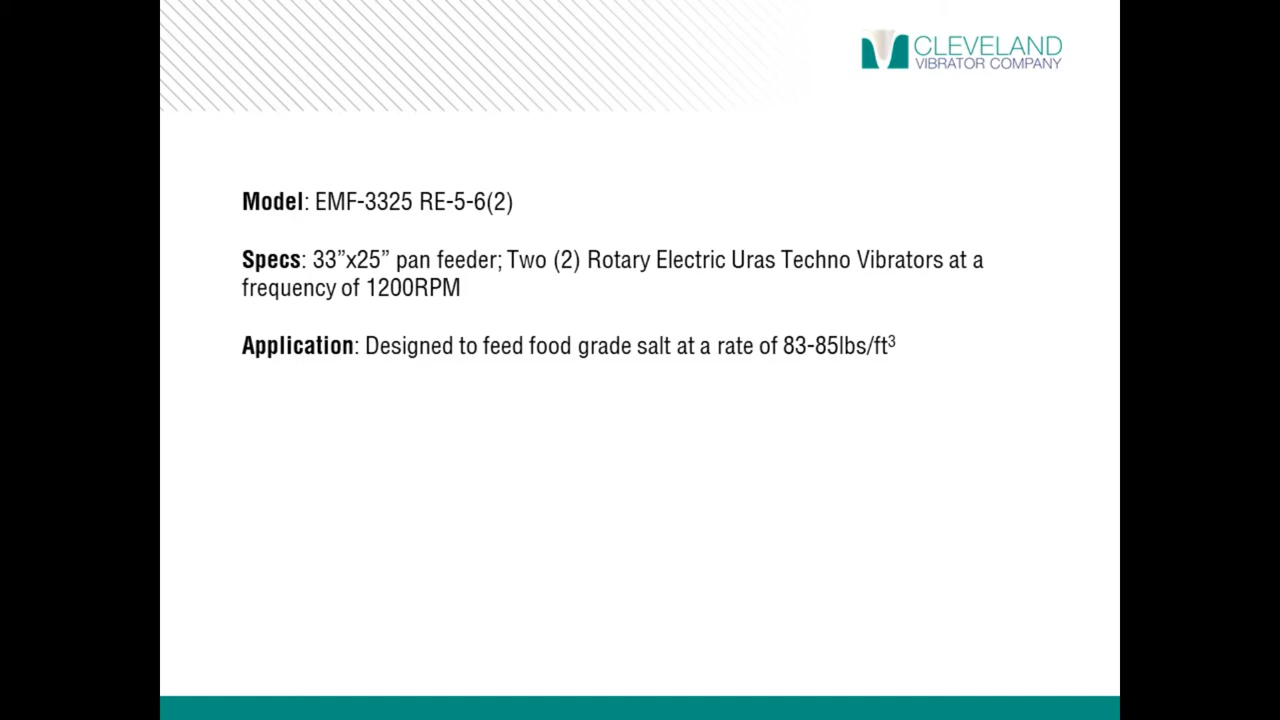 CLEVELAND
VIBRATOR COMPANY
Model: EMF-3325 RE-5-6(2)
Specs: 33”x25” pan feeder; Two (2) Rotary Electric Uras Techno Vibrators at a
frequency of 1200RPM
Application: Designed to feed food grade salt at a rate of 83-85lbs/ft³